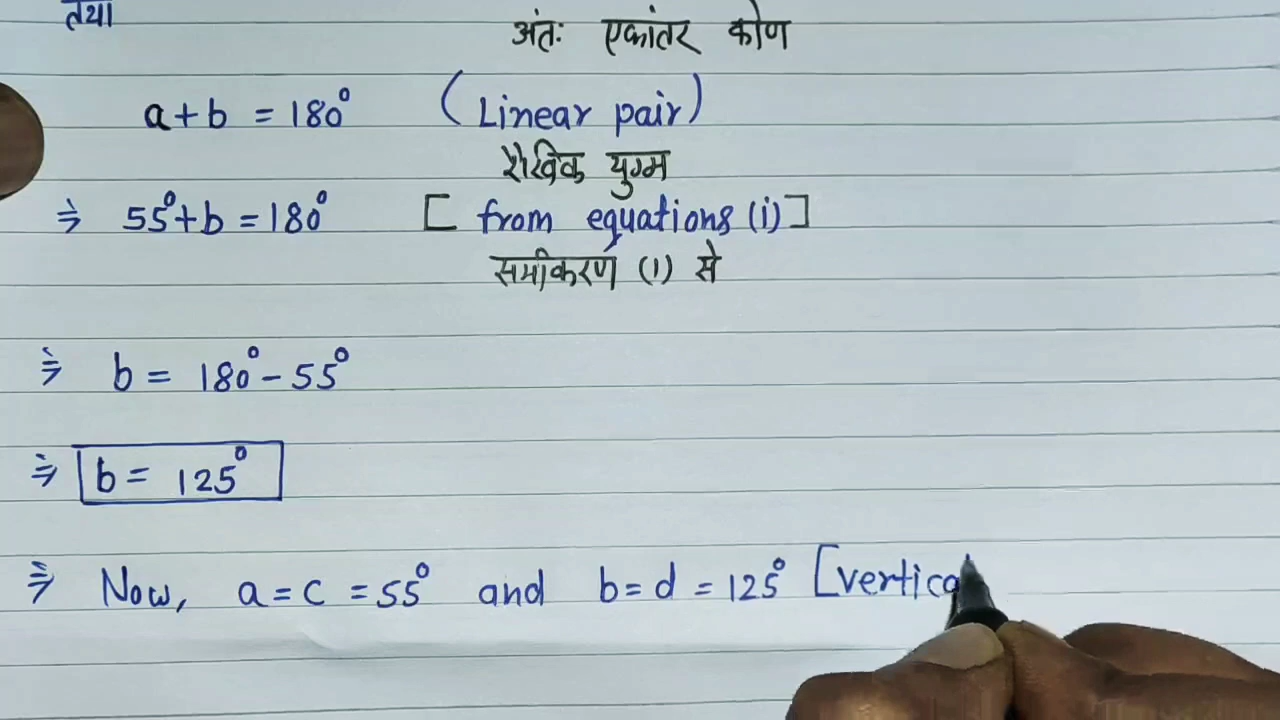 तथा
अंतः एकांतर कोण
a+b = 180° (Linear pair)
रैखिक युग्म
⇒ 55°+b = 180° [from equations (i)]
समीकरण (1) से
⇒ b = 180° - 55°
⇒ b = 125°
⇒ Now, a = c = 55° and b = d = 125° [vertica